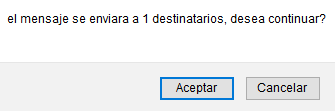 el mensaje se enviara a 1 destinatarios, desea continuar?
Aceptar Cancelar